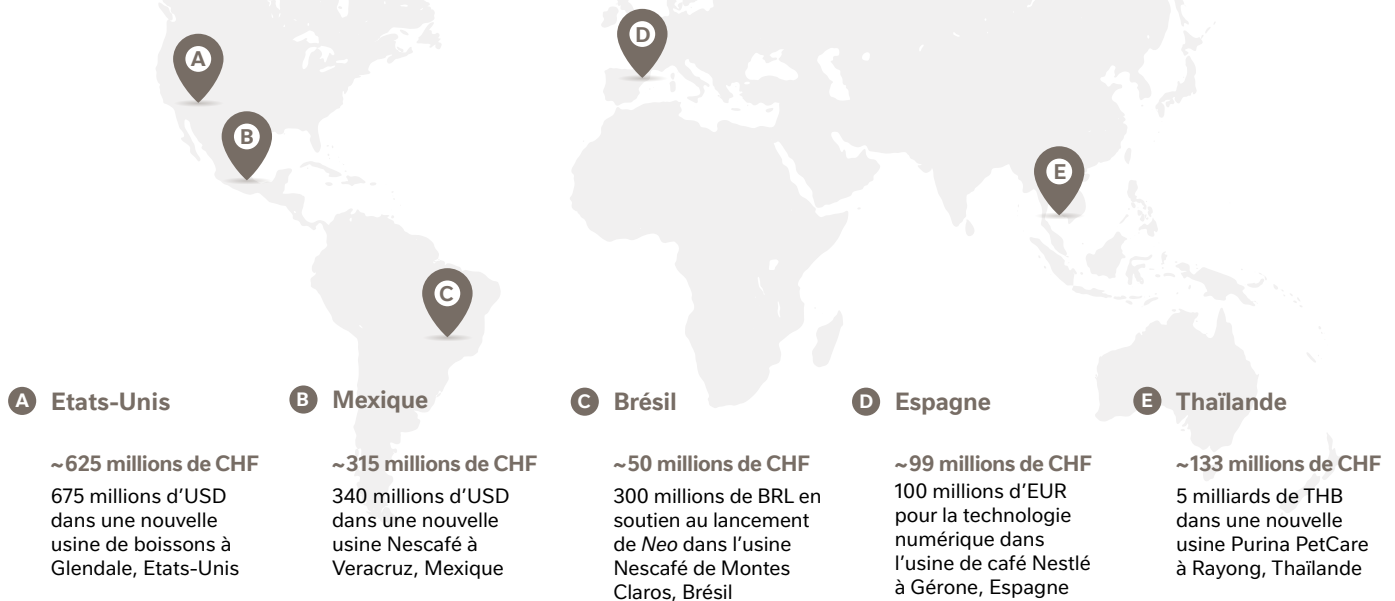 A
B
C
D
E
A Etats-Unis
~625 millions de CHF
675 millions d’USD
dans une nouvelle
usine de boissons à
Glendale, Etats-Unis
B Mexique
~315 millions de CHF
340 millions d’USD
dans une nouvelle
usine Nescafé à
Veracruz, Mexique
C Brésil
~50 millions de CHF
300 millions de BRL en
soutien au lancement
de Neo dans l’usine
Nescafé de Montes
Claros, Brésil
D Espagne
~99 millions de CHF
100 millions d’EUR
pour la technologie
numérique dans
l’usine de café Nestlé
à Gérone, Espagne
E Thaïlande
~133 millions de CHF
5 milliards de THB
dans une nouvelle
usine Purina PetCare
à Rayong, Thaïlande